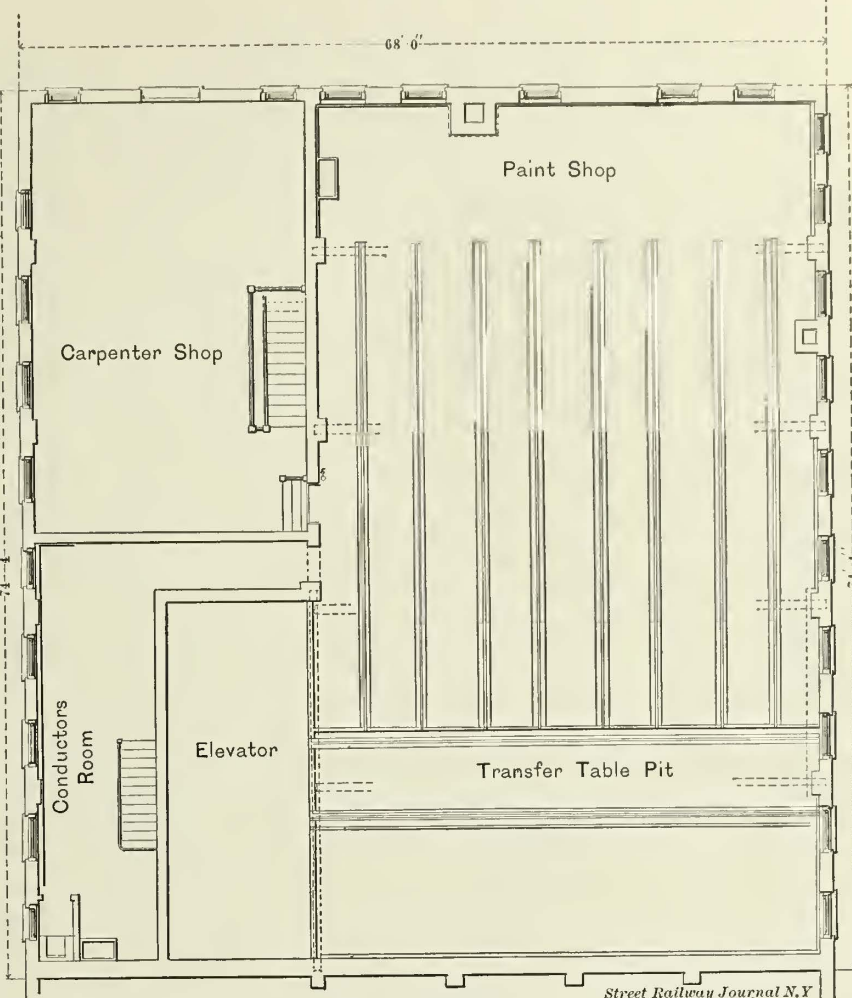 68' 0"
Paint Shop
Carpenter Shop
Conductors
Room
Elevator
Transfer Table Pit
Street Railway Journal N.Y